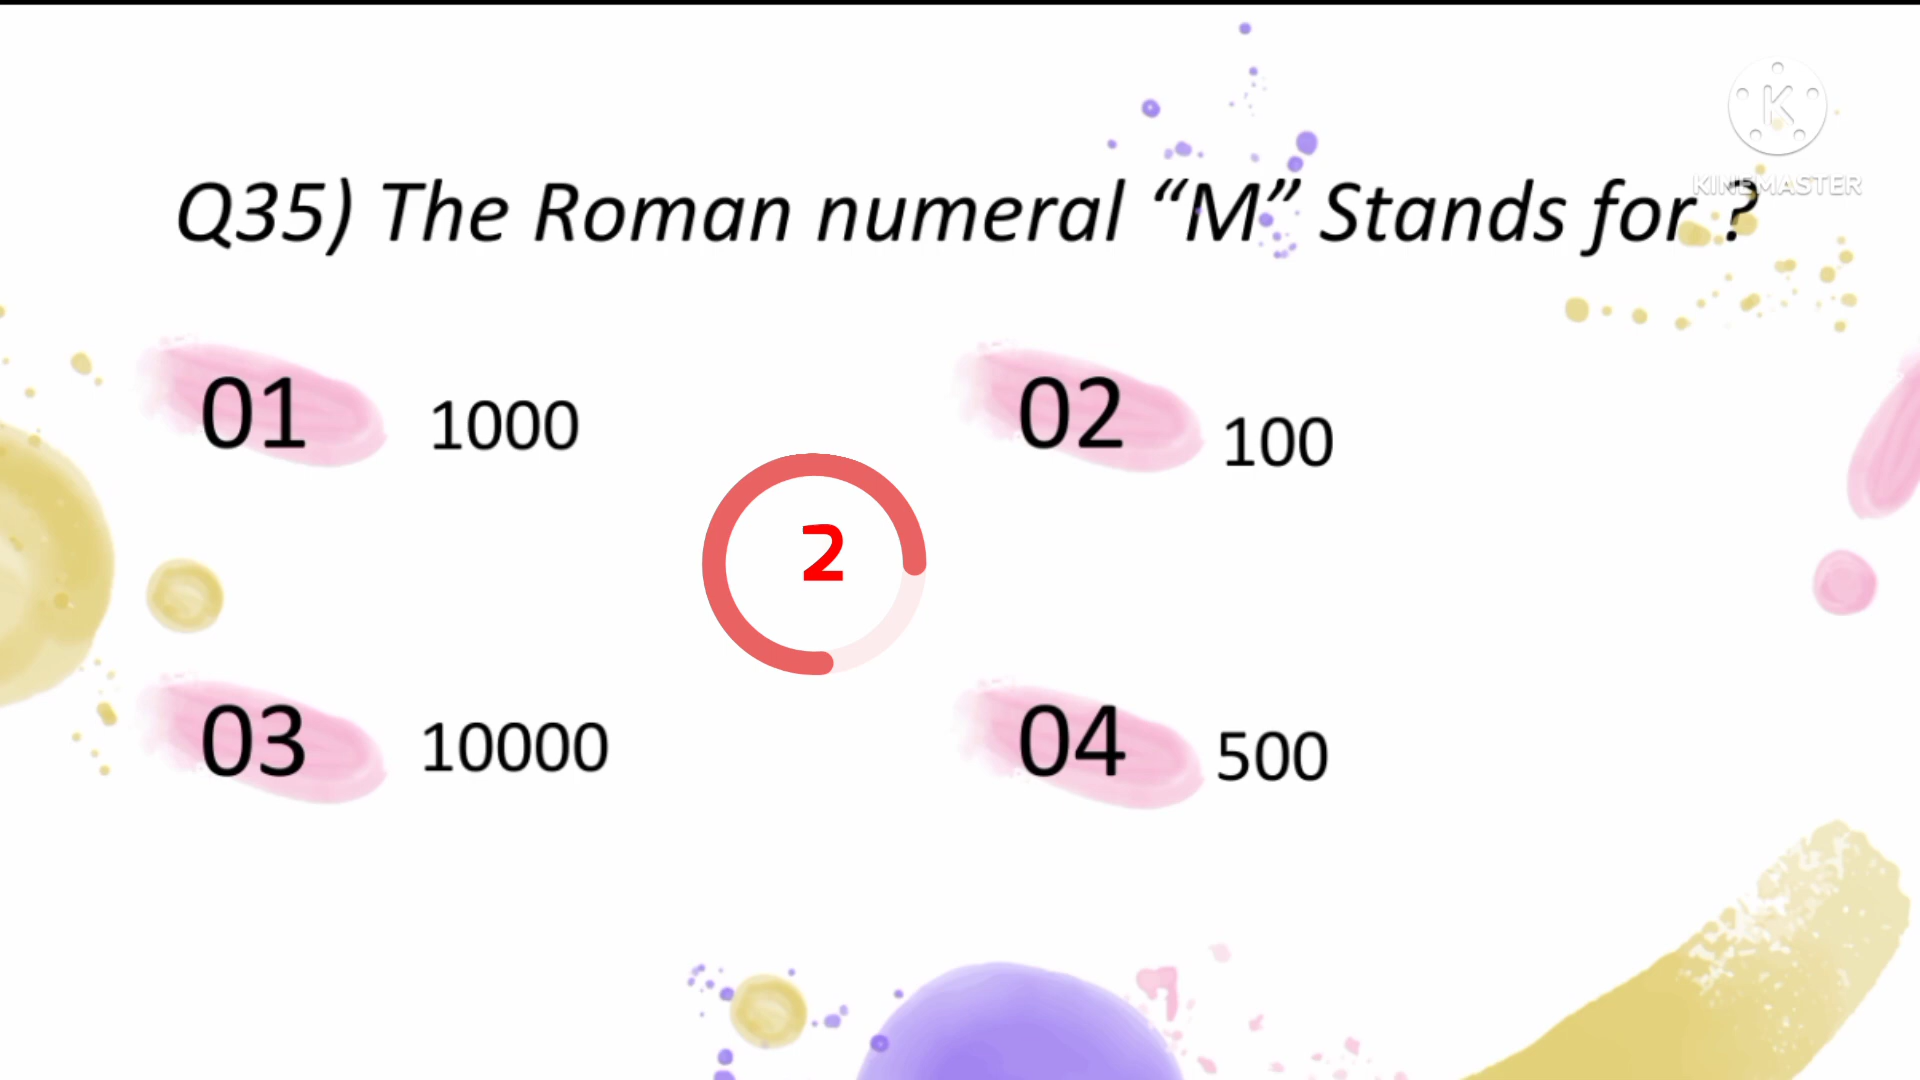 Q35) The Roman numeral “M” Stands for ?
KINEMASTER
01 1000
02 100
2
03 10000
04 500